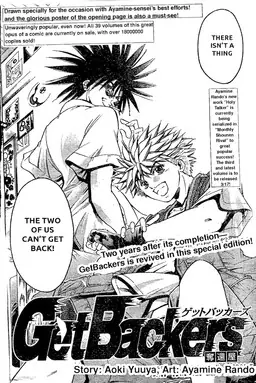 Drawn specially for the occasion with Ayamine-sensei's best efforts!
and the glorious poster of the opening page is also a must-see!
Unwaveringly popular, even now! All 39 volumes of this great
opus of a comic are currently on sale, with over 18000000
copies sold!
THERE
ISN'T A
THING
Ayamine
Rando's new
work "Holy
Talker" is
currently
being
serialized in
"Monthly
Shounen
Rival" to
great
popular
success!
The third
and latest
volume is to
be released
3/17!
THE TWO
OF US
CAN'T GET
BACK!
Two years after its completion
GetBackers is revived in this special edition!
ゲットバッカーズ
GetBackers
奪還屋
Story: Aoki Yuuya, Art: Ayamine Rando